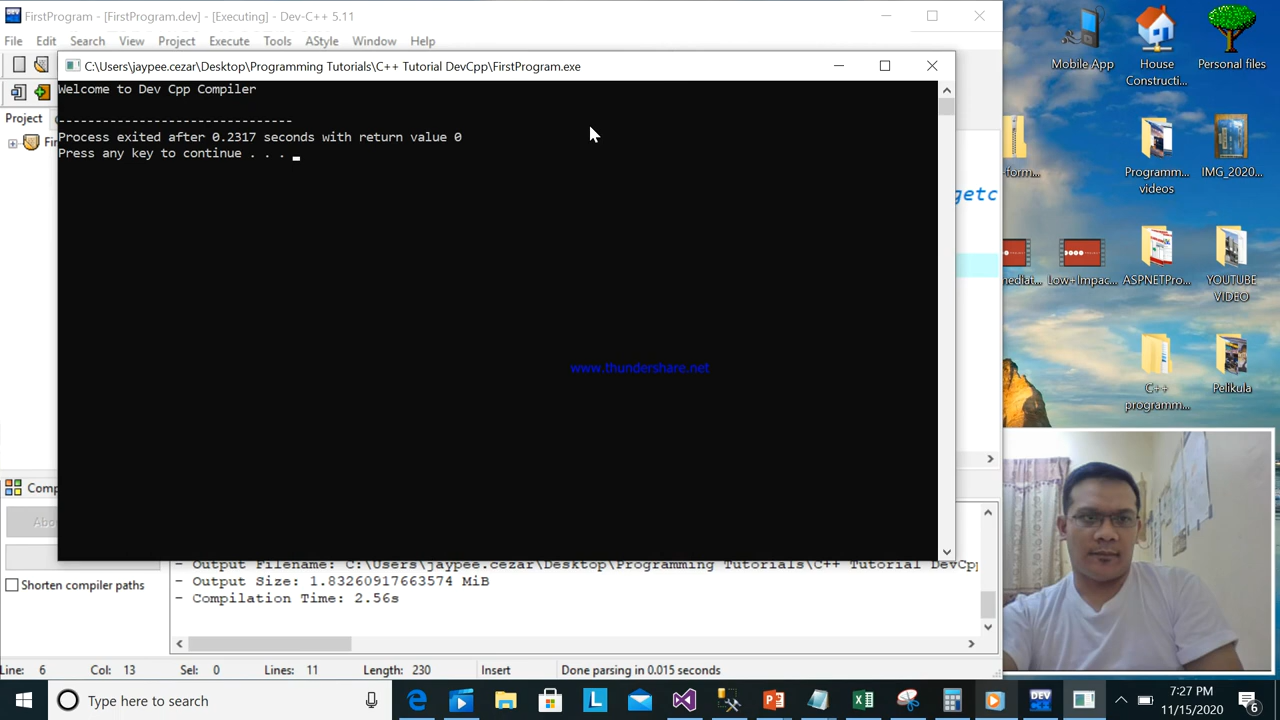 FirstProgram - [FirstProgram.dev] - [Executing] - Dev-C++ 5.11
File Edit Search View Project Execute Tools AStyle Window Help
C:\Users\jaypee.cezar\Desktop\Programming Tutorials\C++ Tutorial DevCpp\FirstProgram.exe
Welcome to Dev Cpp Compiler
--------------------------------
Process exited after 0.2317 seconds with return value 0
Press any key to continue . . .
Project
getc
www.thundershare.net
Shorten compiler paths
- Output Filename: C:\Users\jaypee.cezar\Desktop\Programming Tutorials\C++ Tutorial DevCpp
- Output Size: 1.83260917663574 MiB
- Compilation Time: 2.56s
Line: 6 Col: 13 Sel: 0 Lines: 11 Length: 230 Insert Done parsing in 0.015 seconds
Mobile App
House
Constructi...
Personal files
-form...
Programm...
videos
IMG_2020...
Low+Impac...
ASPNETPro...
YOUTUBE
VIDEO
C++
programm...
Pelikula
Type here to search
DEV
7:27 PM
11/15/2020
6